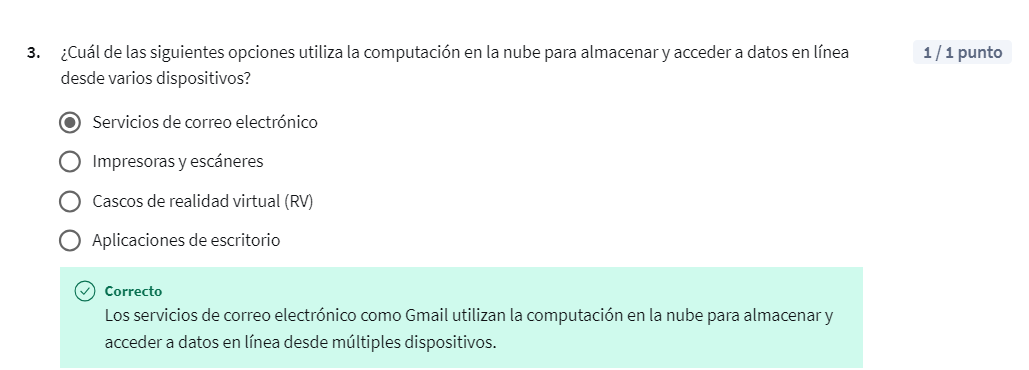 3. ¿Cuál de las siguientes opciones utiliza la computación en la nube para almacenar y acceder a datos en línea
desde varios dispositivos?
1 / 1 punto
Servicios de correo electrónico
Impresoras y escáneres
Cascos de realidad virtual (RV)
Aplicaciones de escritorio
Correcto
Los servicios de correo electrónico como Gmail utilizan la computación en la nube para almacenar y
acceder a datos en línea desde múltiples dispositivos.